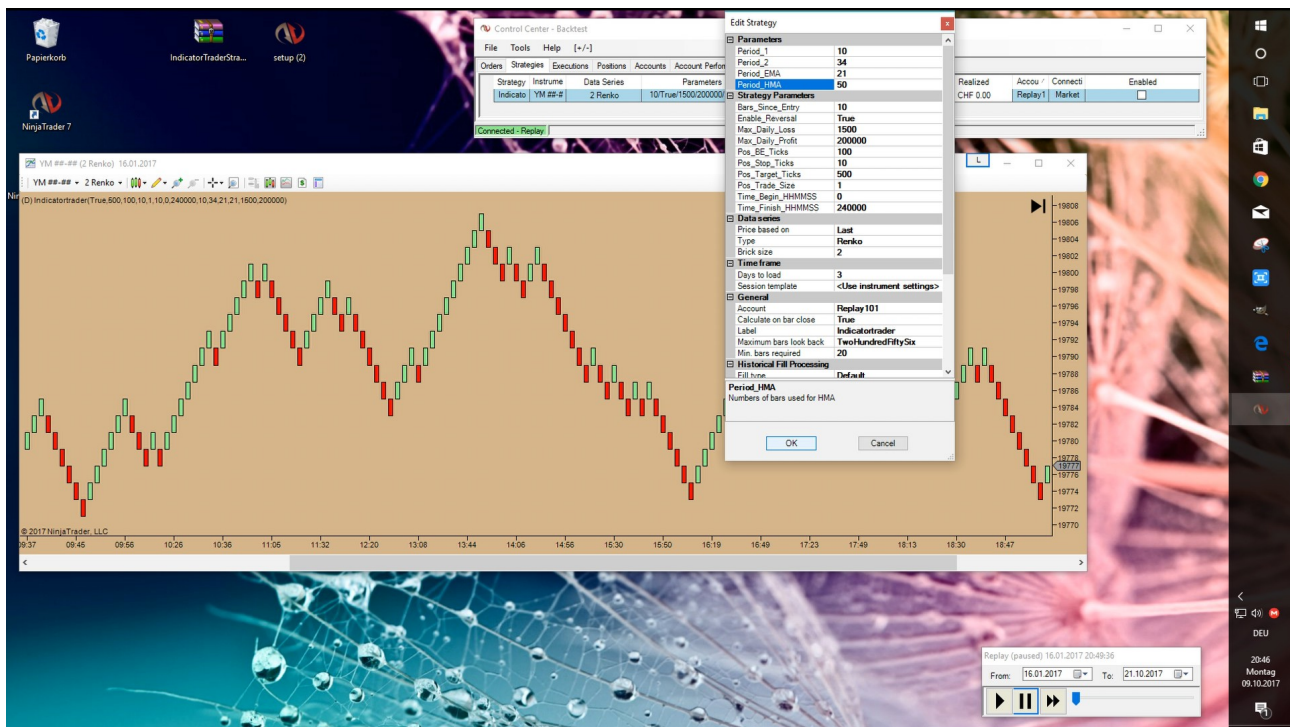 Papierkorb
IndicatorTraderStra...
setup (2)
NinjaTrader 7
Control Center - Backtest
File Tools Help [+/-]
Orders Strategies Executions Positions Accounts Account Perfor
Strategy Instrume Data Series Parameters Realized Accou Connecti Enabled
Indicato YM ##-# 2 Renko 10/True/1500/200000/ CHF 0.00 Replay1 Market
Connected - Replay
Edit Strategy
Parameters
Period_1 10
Period_2 34
Period_EMA 21
Period_HMA 50
Strategy Parameters
Bars_Since_Entry 10
Enable_Reversal True
Max_Daily_Loss 1500
Max_Daily_Profit 200000
Pos_BE_Ticks 100
Pos_Stop_Ticks 10
Pos_Target_Ticks 500
Pos_Trade_Size 1
Time_Begin_HHMMSS 0
Time_Finish_HHMMSS 240000
Data series
Price based on Last
Type Renko
Brick size 2
Time frame
Days to load 3
Session template <Use instrument settings>
General
Account Replay101
Calculate on bar close True
Label Indicatortrader
Maximum bars look back TwoHundredFiftySix
Min. bars required 20
Historical Fill Processing
Fill type Default
Period_HMA
Numbers of bars used for HMA
OK Cancel
YM ##-## (2 Renko) 16.01.2017
L
YM ##-## 2 Renko
(D) Indicatortrader(True,500,100,10,1,10,0,240000,10,34,21,21,1500,200000)
19808
19806
19804
19802
19800
19798
19796
19794
19792
19790
19788
19786
19784
19782
19780
19778
19777
19776
19774
19772
19770
© 2017 NinjaTrader, LLC
09:37 09:45 09:56 10:26 10:36 11:06 11:32 12:20 13:08 13:44 14:06 14:56 15:30 15:50 16:19 16:49 17:23 17:49 18:13 18:30 18:47
Replay (paused) 16.01.2017 20:49:36
From: 16.01.2017 To: 21.10.2017
DEU
20:46
Montag
09.10.2017